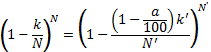 (1 − k/N)^N = (1 − (1 − a/100)k′/N′)^N′